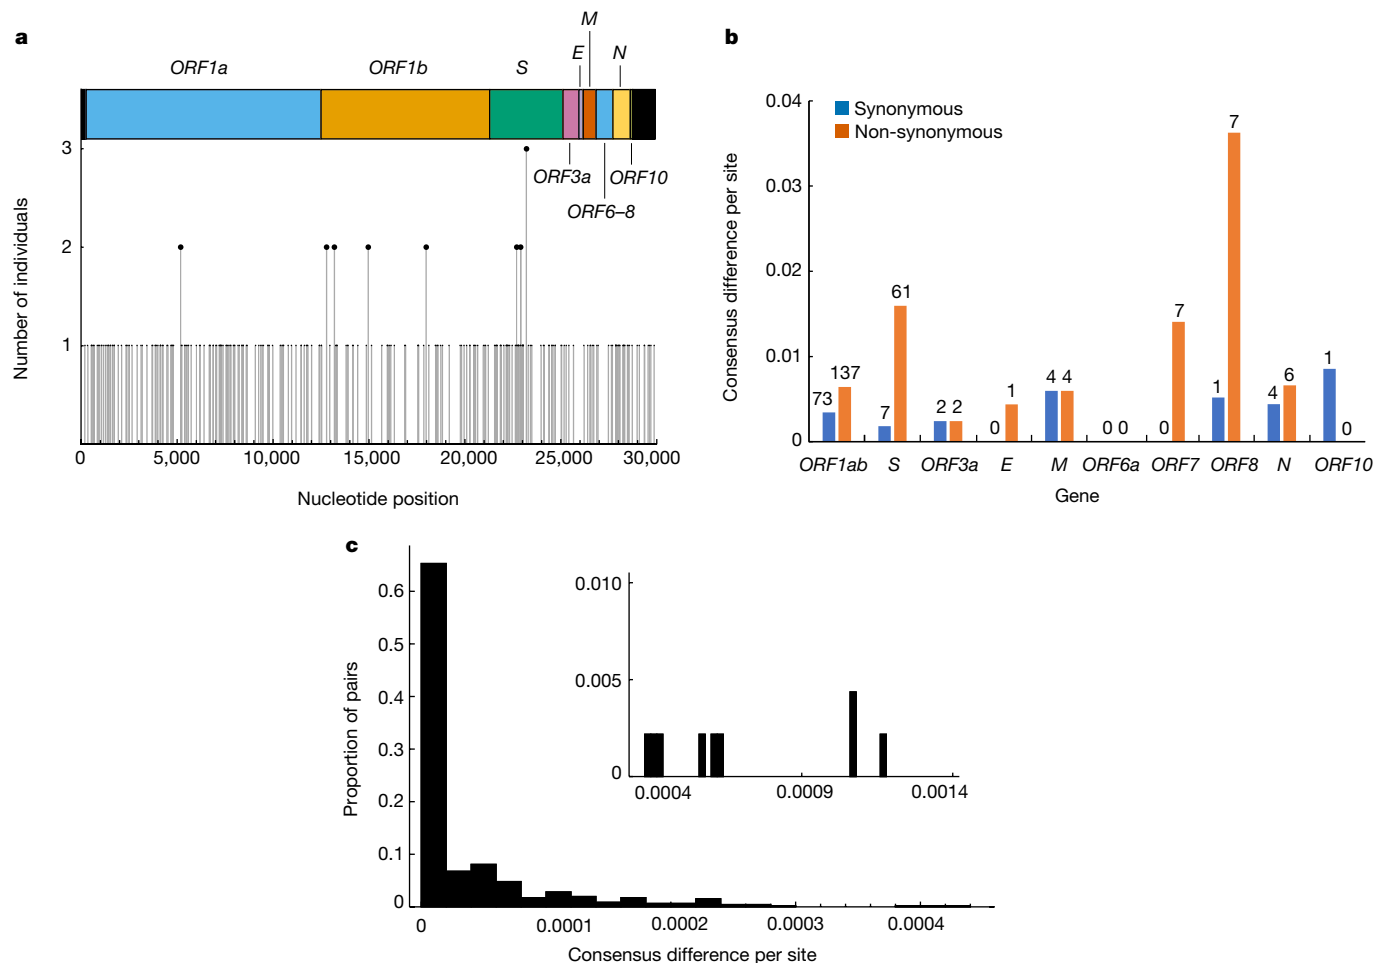 a
ORF1a
ORF1b
S
E
M
N
ORF3a
ORF10
ORF6–8
Number of individuals
3
2
1
0
5,000
10,000
15,000
20,000
25,000
30,000
Nucleotide position
b
Synonymous
Non-synonymous
Consensus difference per site
0.04
0.03
0.02
0.01
0
73
137
7
61
2
2
0
1
4
4
0
0
0
7
1
7
4
6
1
0
ORF1ab
S
ORF3a
E
M
ORF6a
ORF7
ORF8
N
ORF10
Gene
c
Proportion of pairs
0.6
0.5
0.4
0.3
0.2
0.1
0
0
0.0001
0.0002
0.0003
0.0004
Consensus difference per site
0.010
0.005
0
0.0004
0.0009
0.0014